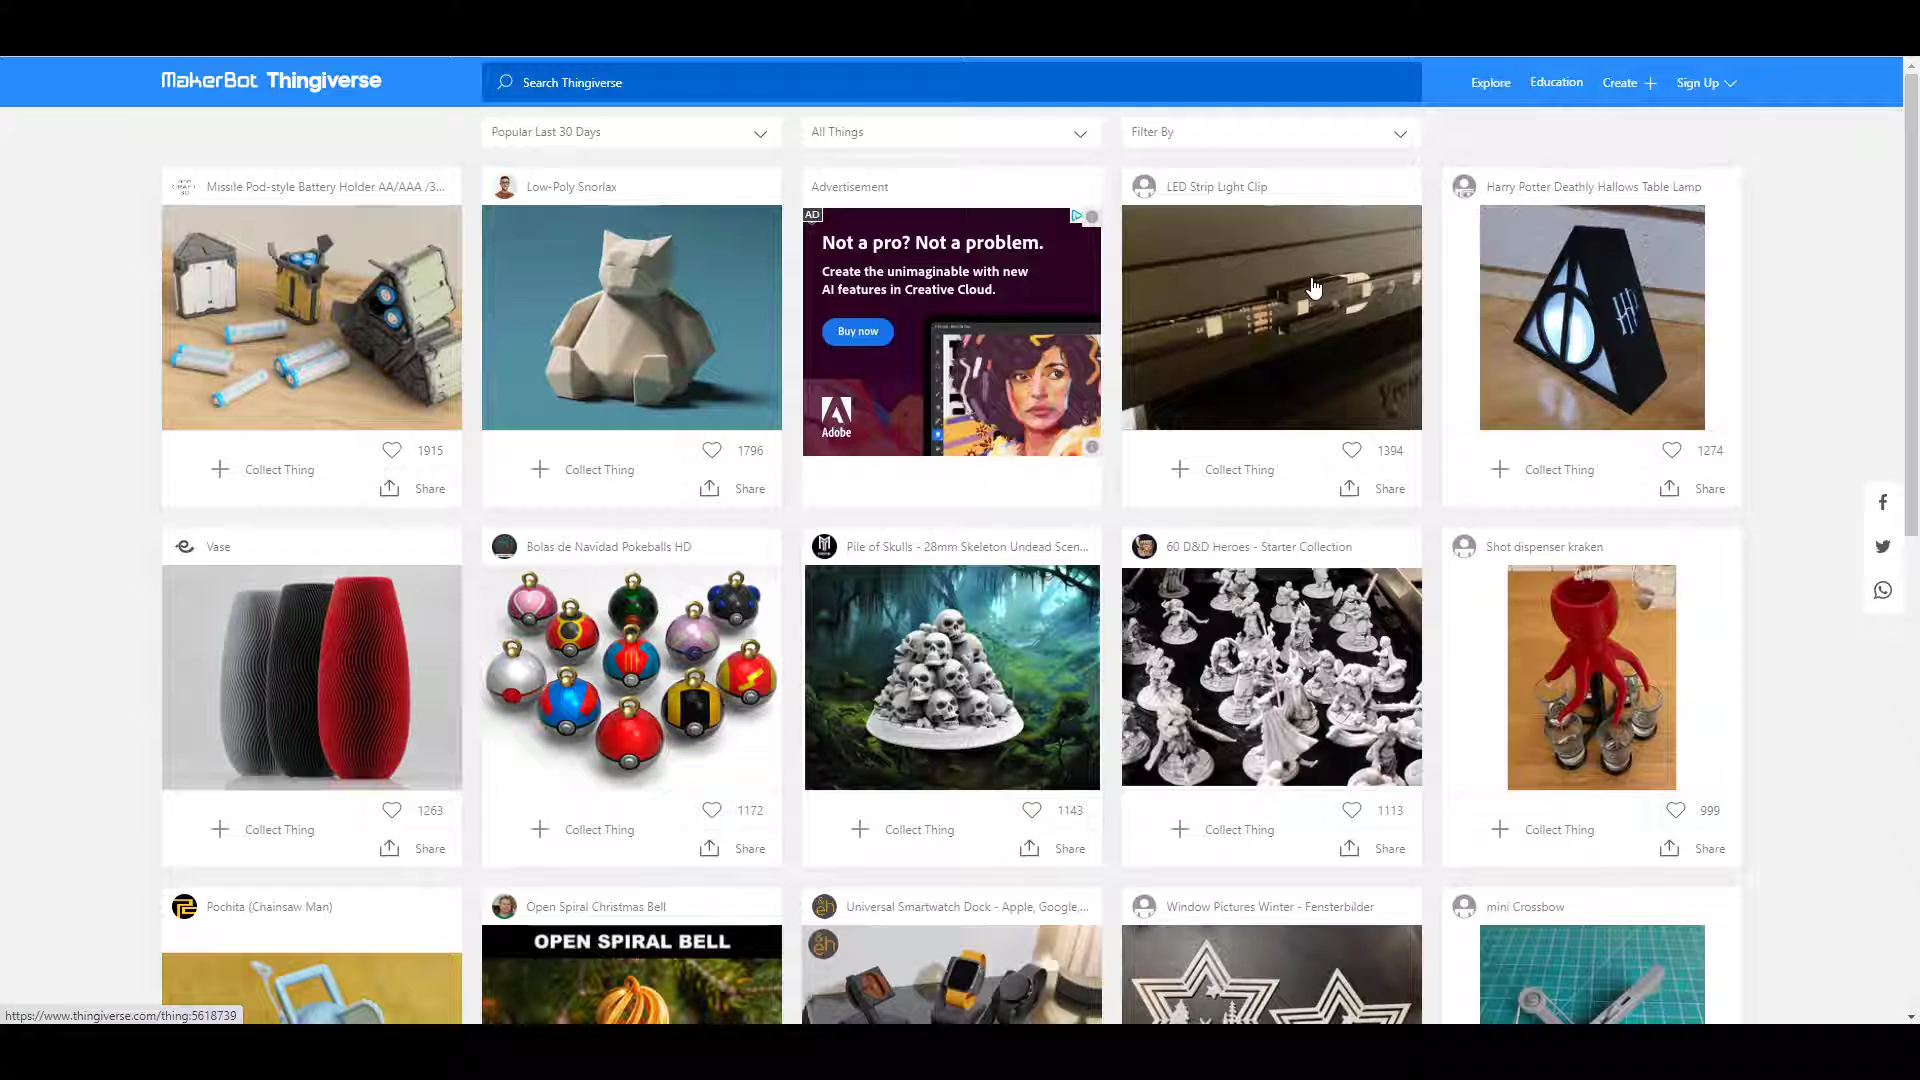 MakerBot Thingiverse
Search Thingiverse
Explore
Education
Create
Sign Up
Popular Last 30 Days
All Things
Filter By
Missile Pod-style Battery Holder AA/AAA /3...
Low-Poly Snorlax
Advertisement
LED Strip Light Clip
Harry Potter Deathly Hallows Table Lamp
AD
Not a pro? Not a problem.
Create the unimaginable with new
AI features in Creative Cloud.
Buy now
Adobe
Collect Thing
1915
Share
Collect Thing
1796
Share
Collect Thing
1394
Share
Collect Thing
1274
Share
Vase
Bolas de Navidad Pokeballs HD
Pile of Skulls - 28mm Skeleton Undead Scen...
60 D&D Heroes - Starter Collection
Shot dispenser kraken
Collect Thing
1263
Share
Collect Thing
1172
Share
Collect Thing
1143
Share
Collect Thing
1113
Share
Collect Thing
999
Share
Pochita (Chainsaw Man)
Open Spiral Christmas Bell
Universal Smartwatch Dock - Apple, Google,...
Window Pictures Winter - Fensterbilder
mini Crossbow
OPEN SPIRAL BELL
https://www.thingiverse.com/thing:5618739